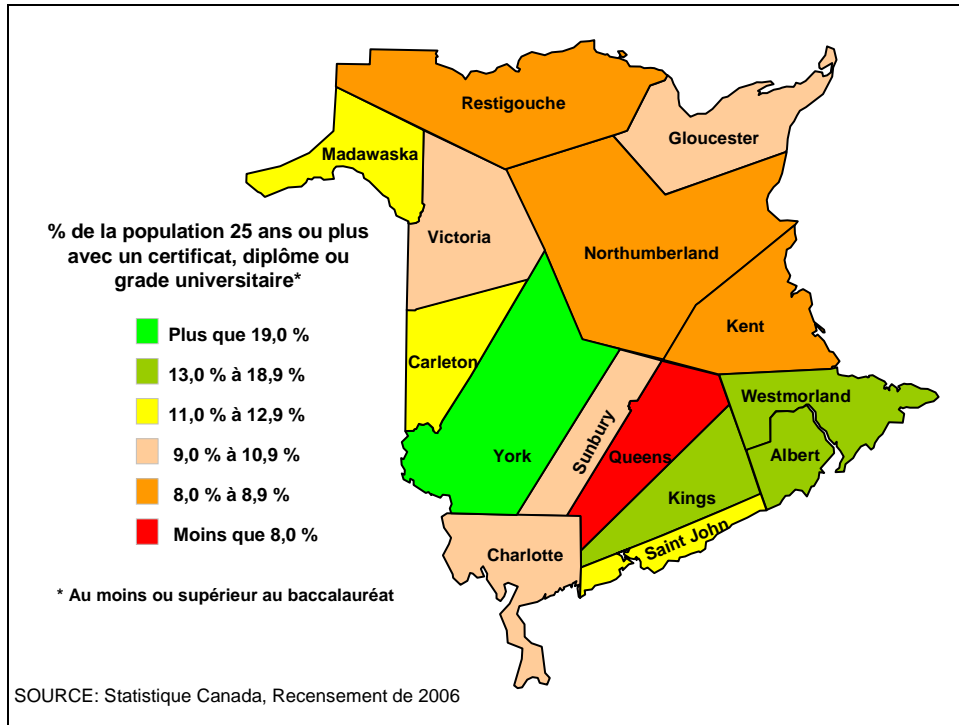 Restigouche
Gloucester
Madawaska
Victoria
Northumberland
% de la population 25 ans ou plus
avec un certificat, diplôme ou
grade universitaire*
Plus que 19,0 %
13,0 % à 18,9 %
11,0 % à 12,9 %
9,0 % à 10,9 %
8,0 % à 8,9 %
Moins que 8,0 %
* Au moins ou supérieur au baccalauréat
Kent
Carleton
Westmorland
York
Sunbury
Queens
Albert
Kings
Saint John
Charlotte
SOURCE: Statistique Canada, Recensement de 2006